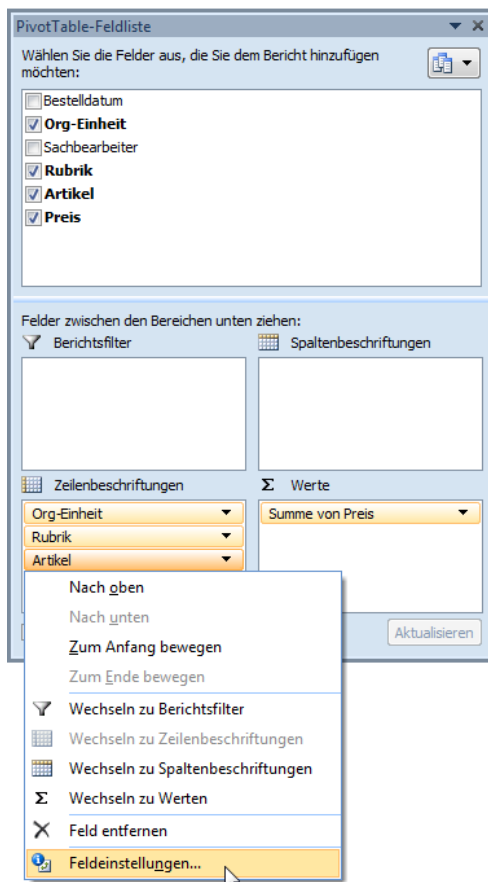 PivotTable-Feldliste
Wählen Sie die Felder aus, die Sie dem Bericht hinzufügen
möchten:
Bestelldatum
Org-Einheit
Sachbearbeiter
Rubrik
Artikel
Preis
Felder zwischen den Bereichen unten ziehen:
Berichtsfilter
Spaltenbeschriftungen
Zeilenbeschriftungen
Σ Werte
Org-Einheit
Summe von Preis
Rubrik
Artikel
Nach oben
Nach unten
Zum Anfang bewegen
Aktualisieren
Zum Ende bewegen
Wechseln zu Berichtsfilter
Wechseln zu Zeilenbeschriftungen
Wechseln zu Spaltenbeschriftungen
Σ Wechseln zu Werten
Feld entfernen
Feldeinstellungen...